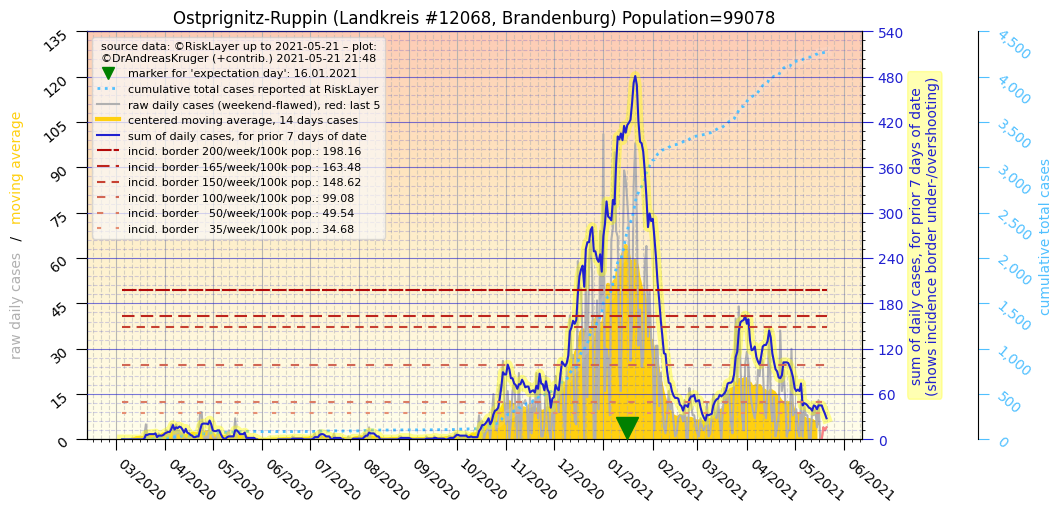 Ostprignitz-Ruppin (Landkreis #12068, Brandenburg) Population=99078
source data: ©RiskLayer up to 2021-05-21 – plot:
©DrAndreasKruger (+contrib.) 2021-05-21 21:48
marker for 'expectation day': 16.01.2021
cumulative total cases reported at RiskLayer
raw daily cases (weekend-flawed), red: last 5
centered moving average, 14 days cases
sum of daily cases, for prior 7 days of date
incid. border 200/week/100k pop.: 198.16
incid. border 165/week/100k pop.: 163.48
incid. border 150/week/100k pop.: 148.62
incid. border 100/week/100k pop.: 99.08
incid. border 50/week/100k pop.: 49.54
incid. border 35/week/100k pop.: 34.68
raw daily cases / moving average
135
120
105
90
75
60
45
30
15
0
03/2020
04/2020
05/2020
06/2020
07/2020
08/2020
09/2020
10/2020
11/2020
12/2020
01/2021
02/2021
03/2021
04/2021
05/2021
06/2021
540
480
420
360
300
240
180
120
60
0
sum of daily cases, for prior 7 days of date
(shows incidence border under-/overshooting)
4,500
4,000
3,500
3,000
2,500
2,000
1,500
1,000
500
0
cumulative total cases